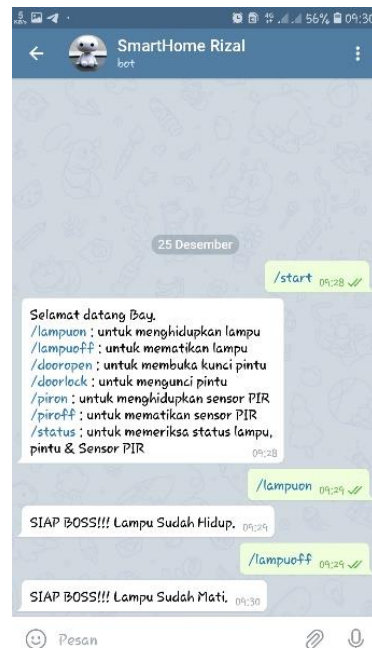 5 KB/s 56% 09:30
SmartHome Rizal
bot
25 Desember
/start 09:28
Selamat datang Bay.
/lampuon : untuk menghidupkan lampu
/lampuoff : untuk mematikan lampu
/dooropen : untuk membuka kunci pintu
/doorlock : untuk mengunci pintu
/piron : untuk menghidupkan sensor PIR
/piroff : untuk mematikan sensor PIR
/status : untuk memeriksa status lampu,
pintu & Sensor PIR 09:28
/lampuon 09:29
SIAP BOSS!!! Lampu Sudah Hidup. 09:29
/lampuoff 09:29
SIAP BOSS!!! Lampu Sudah Mati. 09:30
Pesan